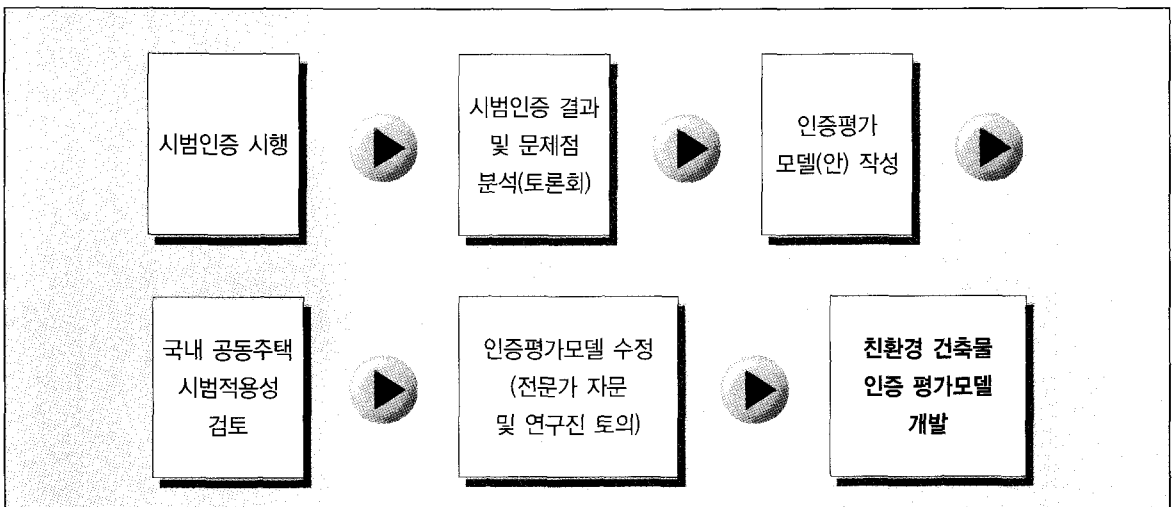 시범인증 시행
시범인증 결과
및 문제점
분석(토론회)
인증평가
모델(안) 작성
국내 공동주택
시범적용성
검토
인증평가모델 수정
(전문가 자문
및 연구진 토의)
친환경 건축물
인증 평가모델
개발